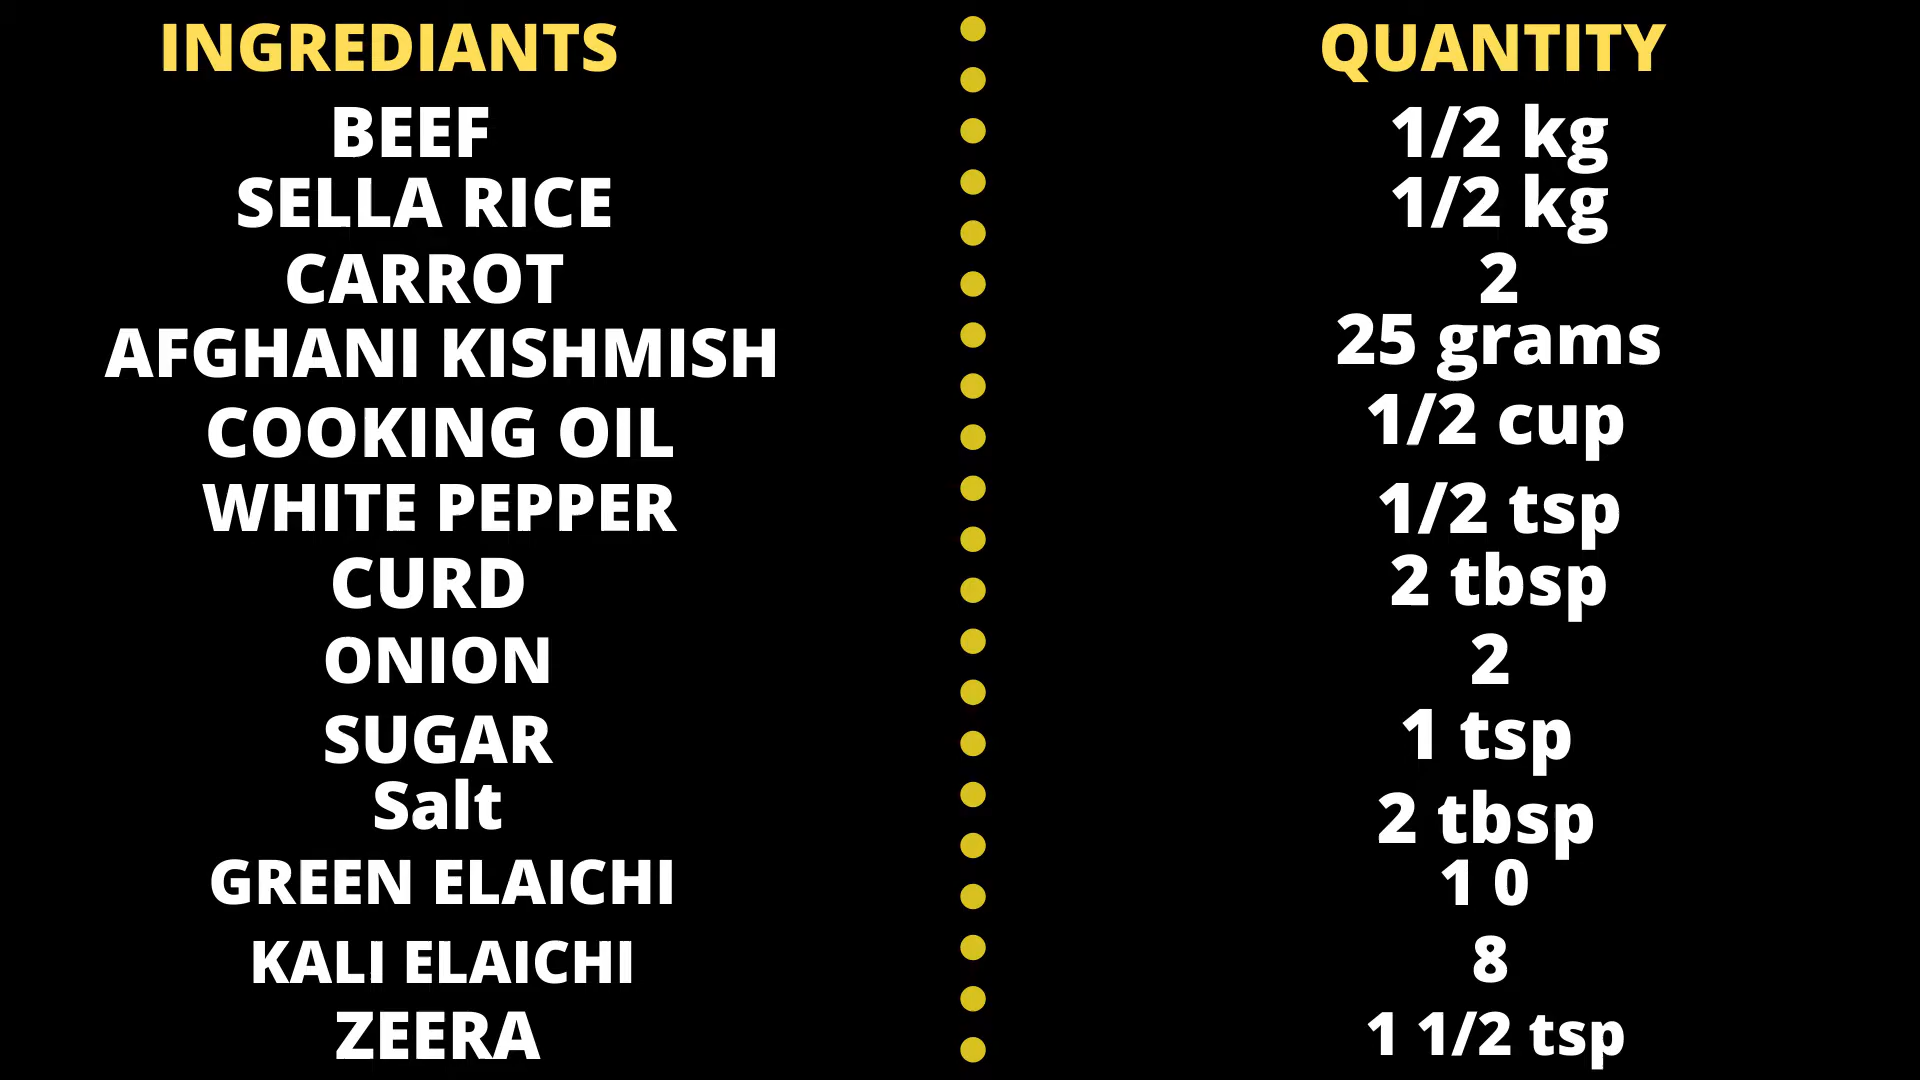 INGREDIANTS QUANTITY
BEEF 1/2 kg
SELLA RICE 1/2 kg
CARROT 2
AFGHANI KISHMISH 25 grams
COOKING OIL 1/2 cup
WHITE PEPPER 1/2 tsp
CURD 2 tbsp
ONION 2
SUGAR 1 tsp
Salt 2 tbsp
GREEN ELAICHI 1 0
KALI ELAICHI 8
ZEERA 1 1/2 tsp